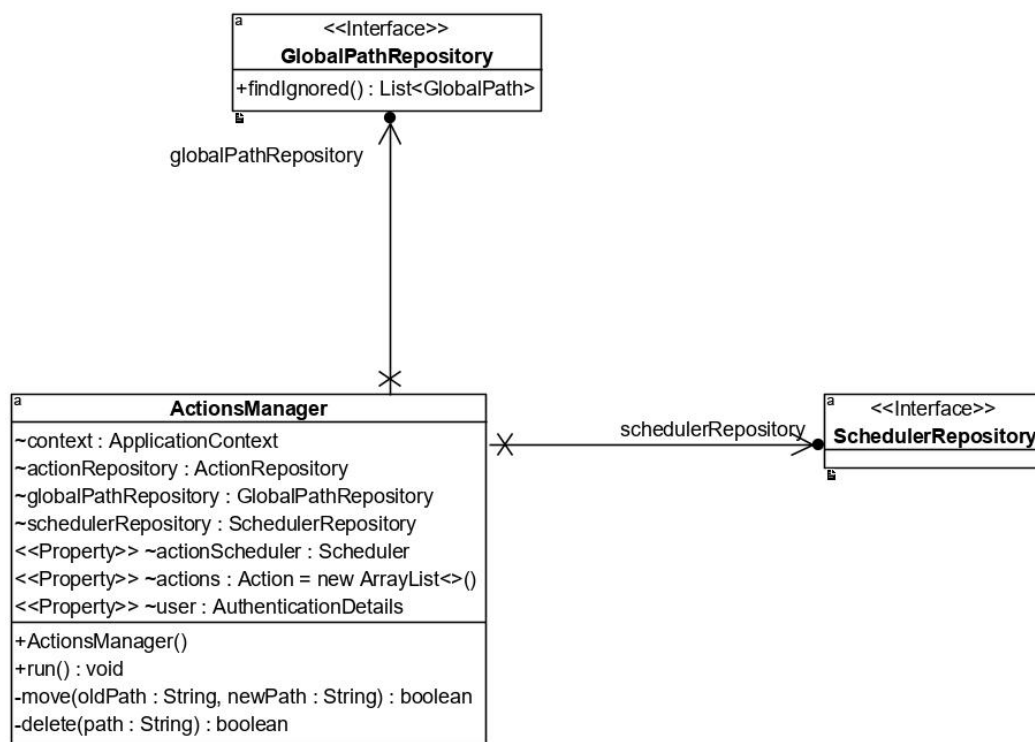 a
<<Interface>>
GlobalPathRepository
+findIgnored() : List<GlobalPath>
globalPathRepository
a
ActionsManager
~context : ApplicationContext
~actionRepository : ActionRepository
~globalPathRepository : GlobalPathRepository
~schedulerRepository : SchedulerRepository
<<Property>> ~actionScheduler : Scheduler
<<Property>> ~actions : Action = new ArrayList<>()
<<Property>> ~user : AuthenticationDetails
+ActionsManager()
+run() : void
-move(oldPath : String, newPath : String) : boolean
-delete(path : String) : boolean
schedulerRepository
a
<<Interface>>
SchedulerRepository